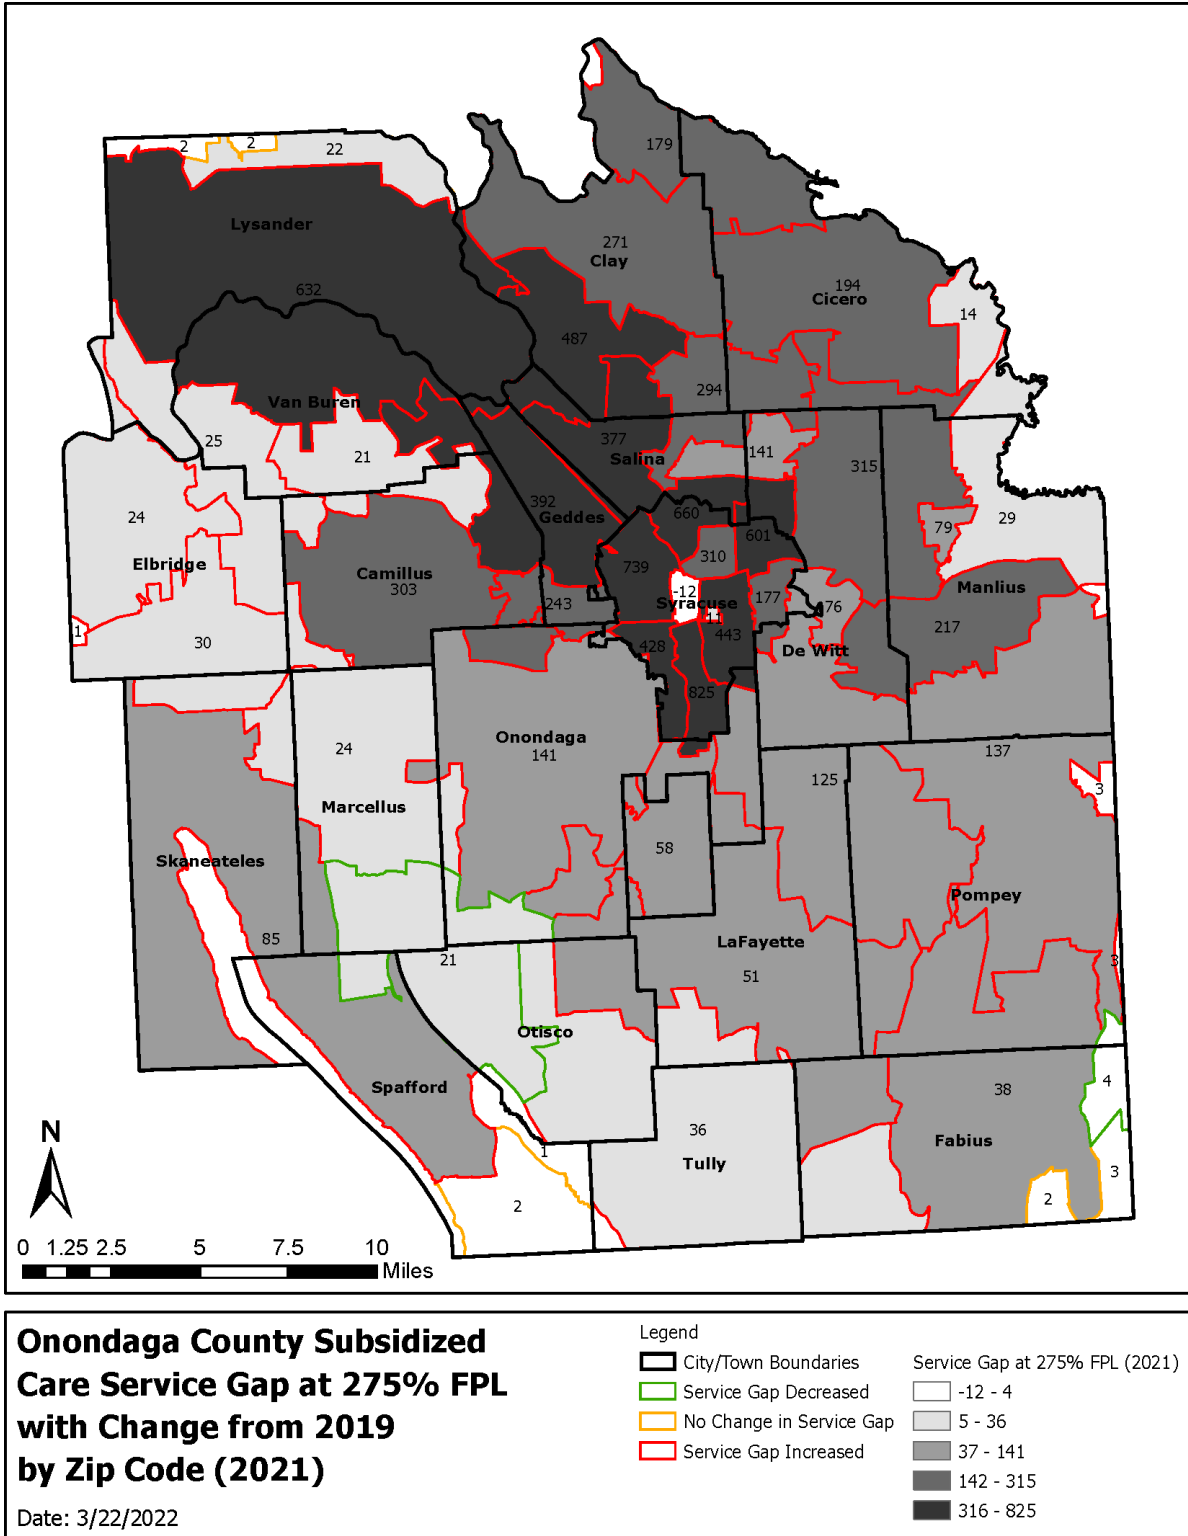 179
2
2
22
Lysander
271
Clay
194
Cicero
632
14
487
294
Van Buren
25
21
377
Salina
141
315
24
Elbridge
392
Geddes
660
601
79
29
Camillus
303
739
310
Manlius
-12
Syracuse
11
177
76
243
217
1
30
428
443
De Witt
825
Onondaga
141
24
Marcellus
137
125
3
58
Skaneateles
Pompey
85
LaFayette
51
21
3
Otisco
Spafford
38
4
Fabius
36
Tully
1
2
3
2
N
0 1.25 2.5 5 7.5 10
Miles
Onondaga County Subsidized
Care Service Gap at 275% FPL
with Change from 2019
by Zip Code (2021)
Date: 3/22/2022
Legend
City/Town Boundaries
Service Gap Decreased
No Change in Service Gap
Service Gap Increased
Service Gap at 275% FPL (2021)
-12 - 4
5 - 36
37 - 141
142 - 315
316 - 825